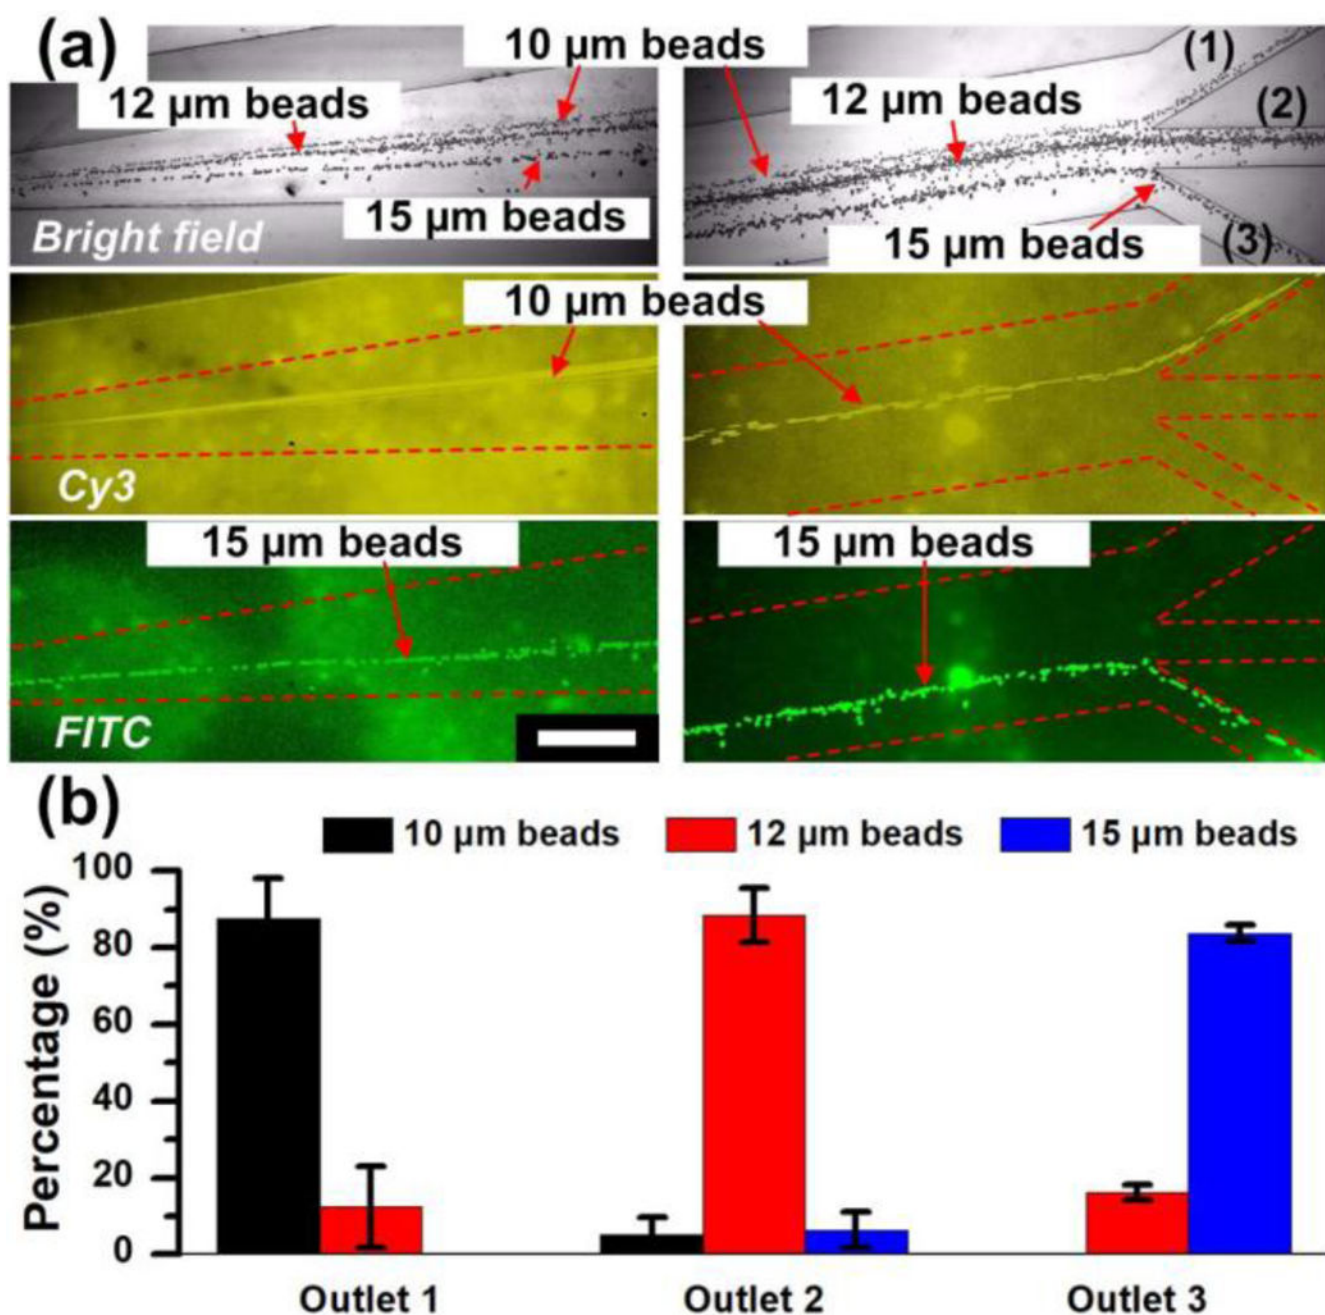 (a)
10 µm beads
12 µm beads
15 µm beads
Bright field
12 µm beads
15 µm beads
(1)
(2)
(3)
10 µm beads
Cy3
15 µm beads
FITC
15 µm beads
(b)
10 µm beads
12 µm beads
15 µm beads
Percentage (%)
100
80
60
40
20
0
Outlet 1
Outlet 2
Outlet 3